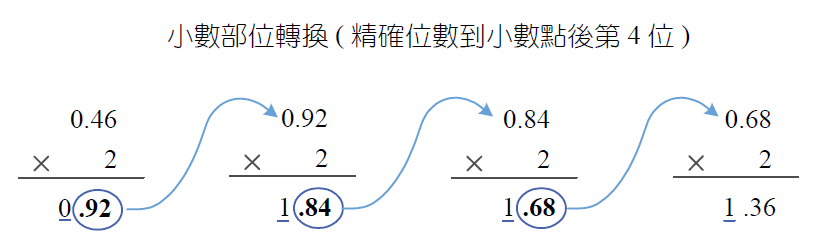 小數部位轉換 ( 精確位數到小數點後第 4 位 )
0.46 0.92 0.84 0.68
× 2 × 2 × 2 × 2
0 .92 1 .84 1 .68 1 .36